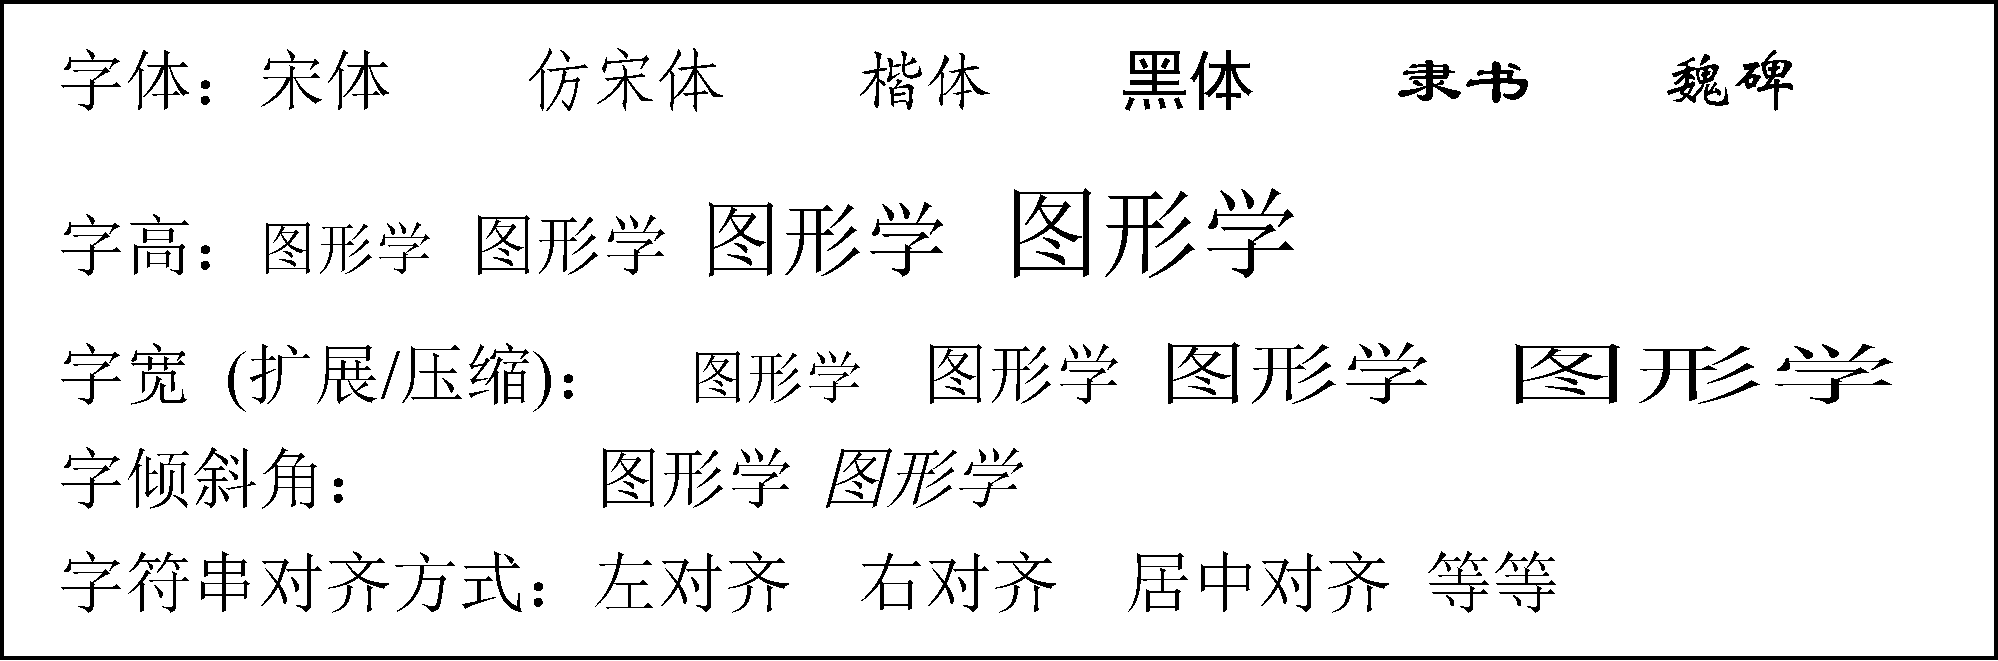 字体：宋体 仿宋体 楷体 黑体 隶书 魏碑
字高：图形学 图形学 图形学 图形学
字宽 (扩展/压缩)： 图形学 图形学 图形学 图形学
字倾斜角： 图形学 图形学
字符串对齐方式：左对齐 右对齐 居中对齐 等等